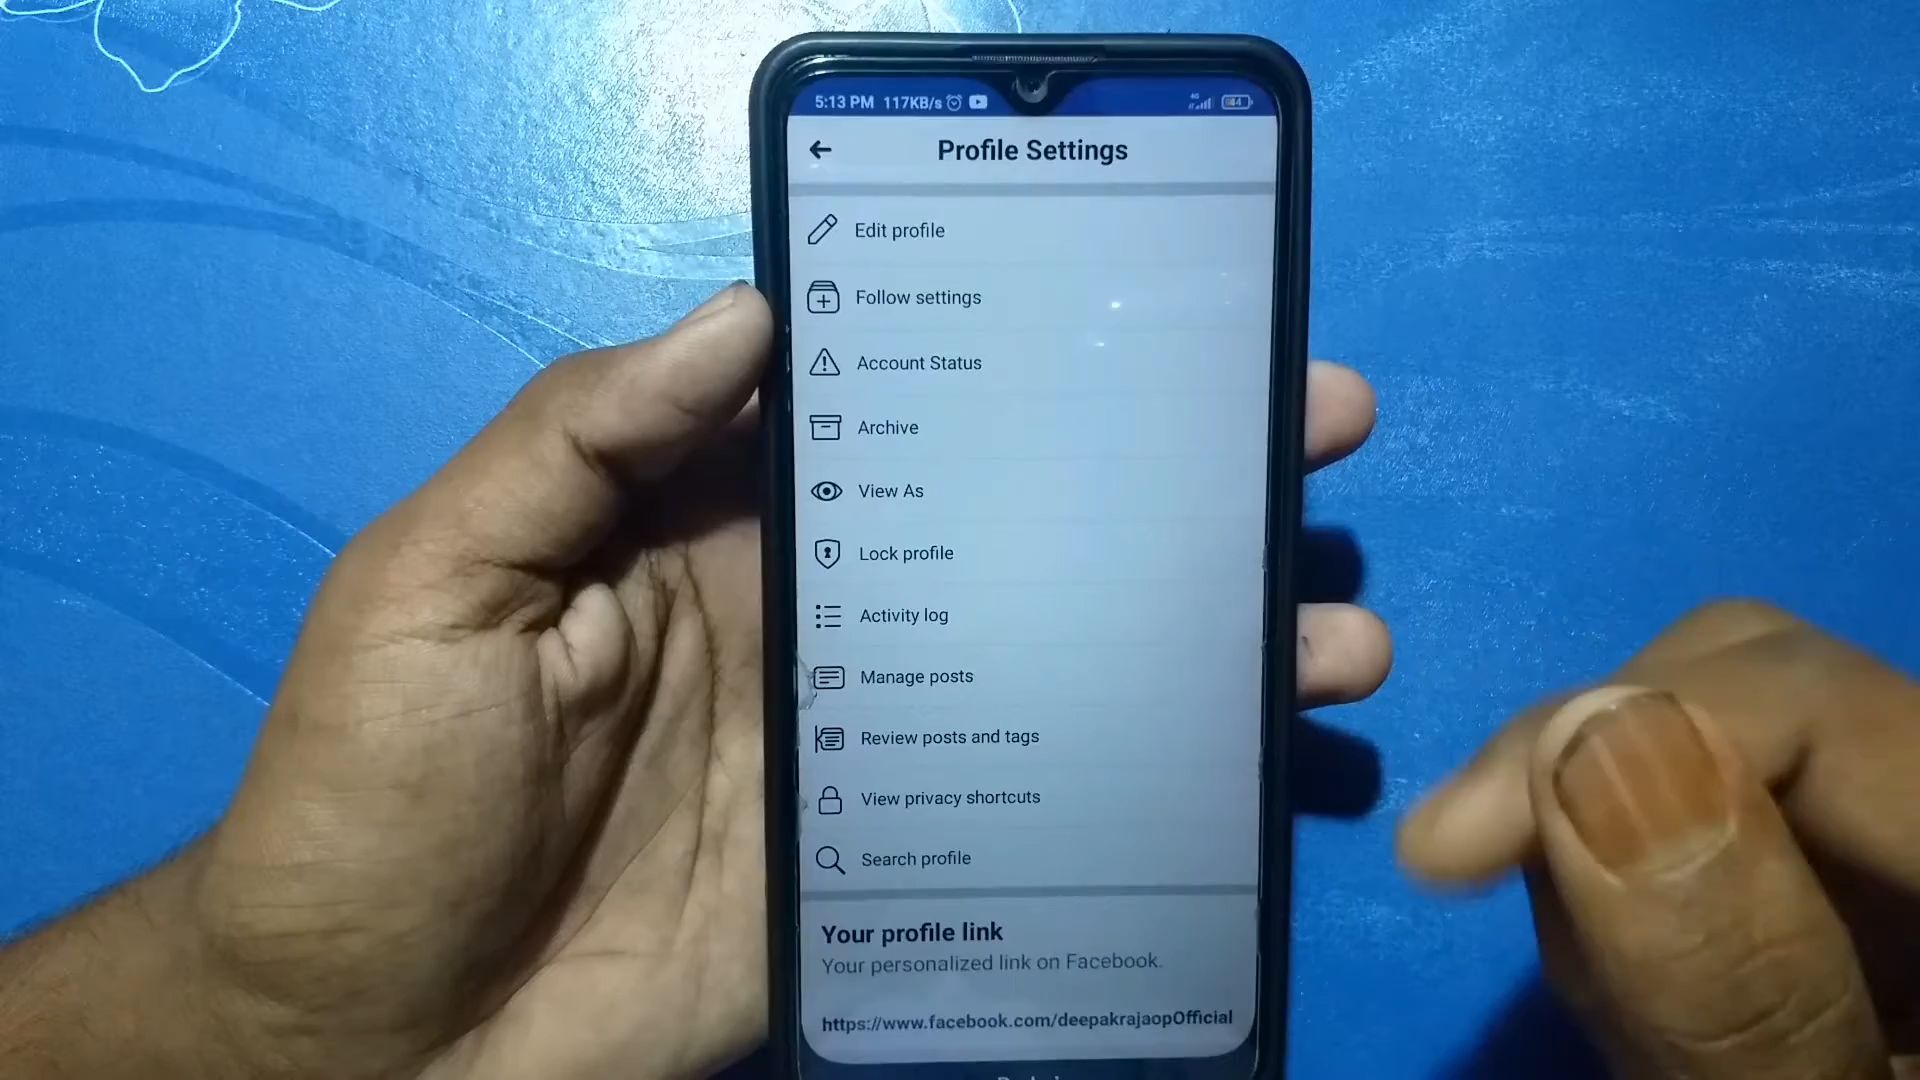 5:13 PM 117KB/s
4G
44
Profile Settings
Edit profile
Follow settings
Account Status
Archive
View As
Lock profile
Activity log
Manage posts
Review posts and tags
View privacy shortcuts
Search profile
Your profile link
Your personalized link on Facebook.
https://www.facebook.com/deepakrajaopOfficial